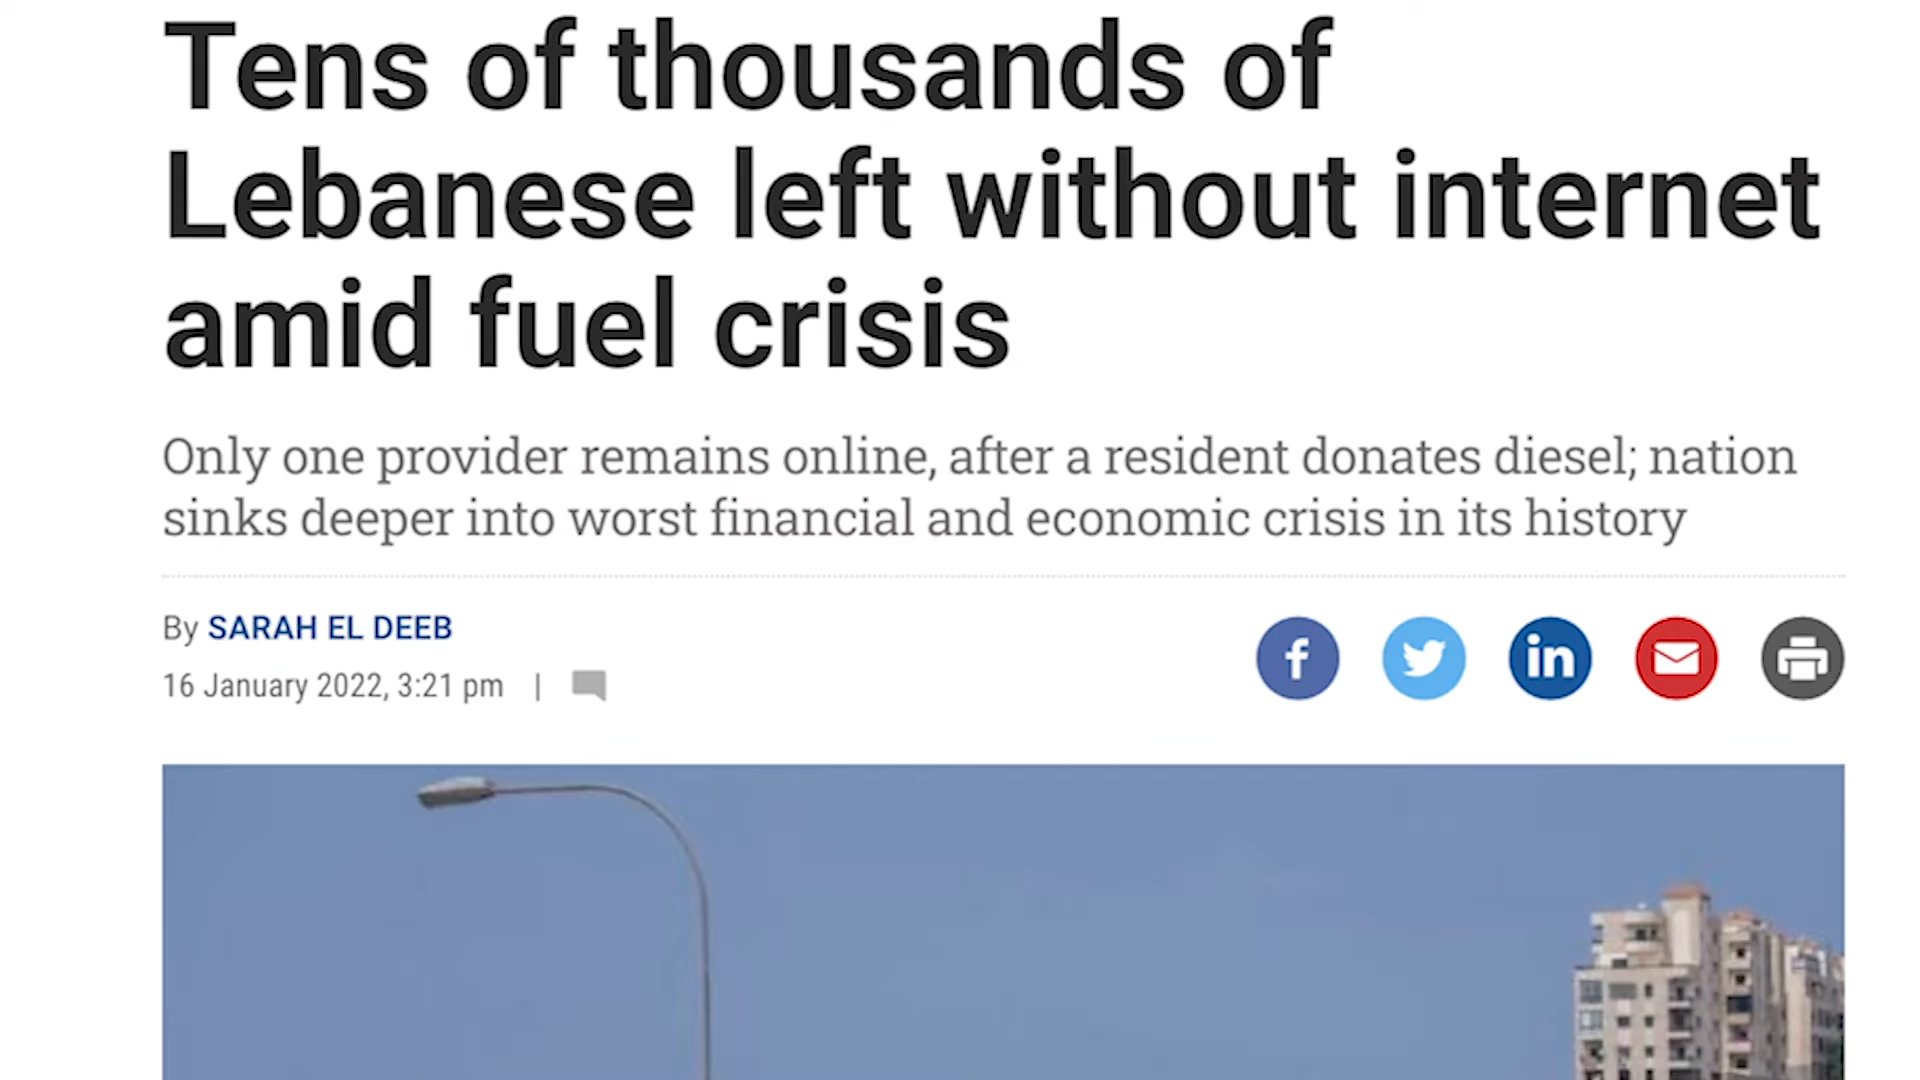 Tens of thousands of
Lebanese left without internet
amid fuel crisis
Only one provider remains online, after a resident donates diesel; nation
sinks deeper into worst financial and economic crisis in its history
By SARAH EL DEEB
16 January 2022, 3:21 pm |
f
in